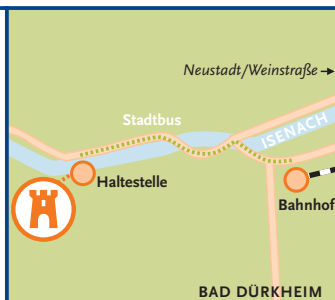 Neustadt/Weinstraße
Stadtbus
ISENACH
Haltestelle
Bahnhof
BAD DÜRKHEIM